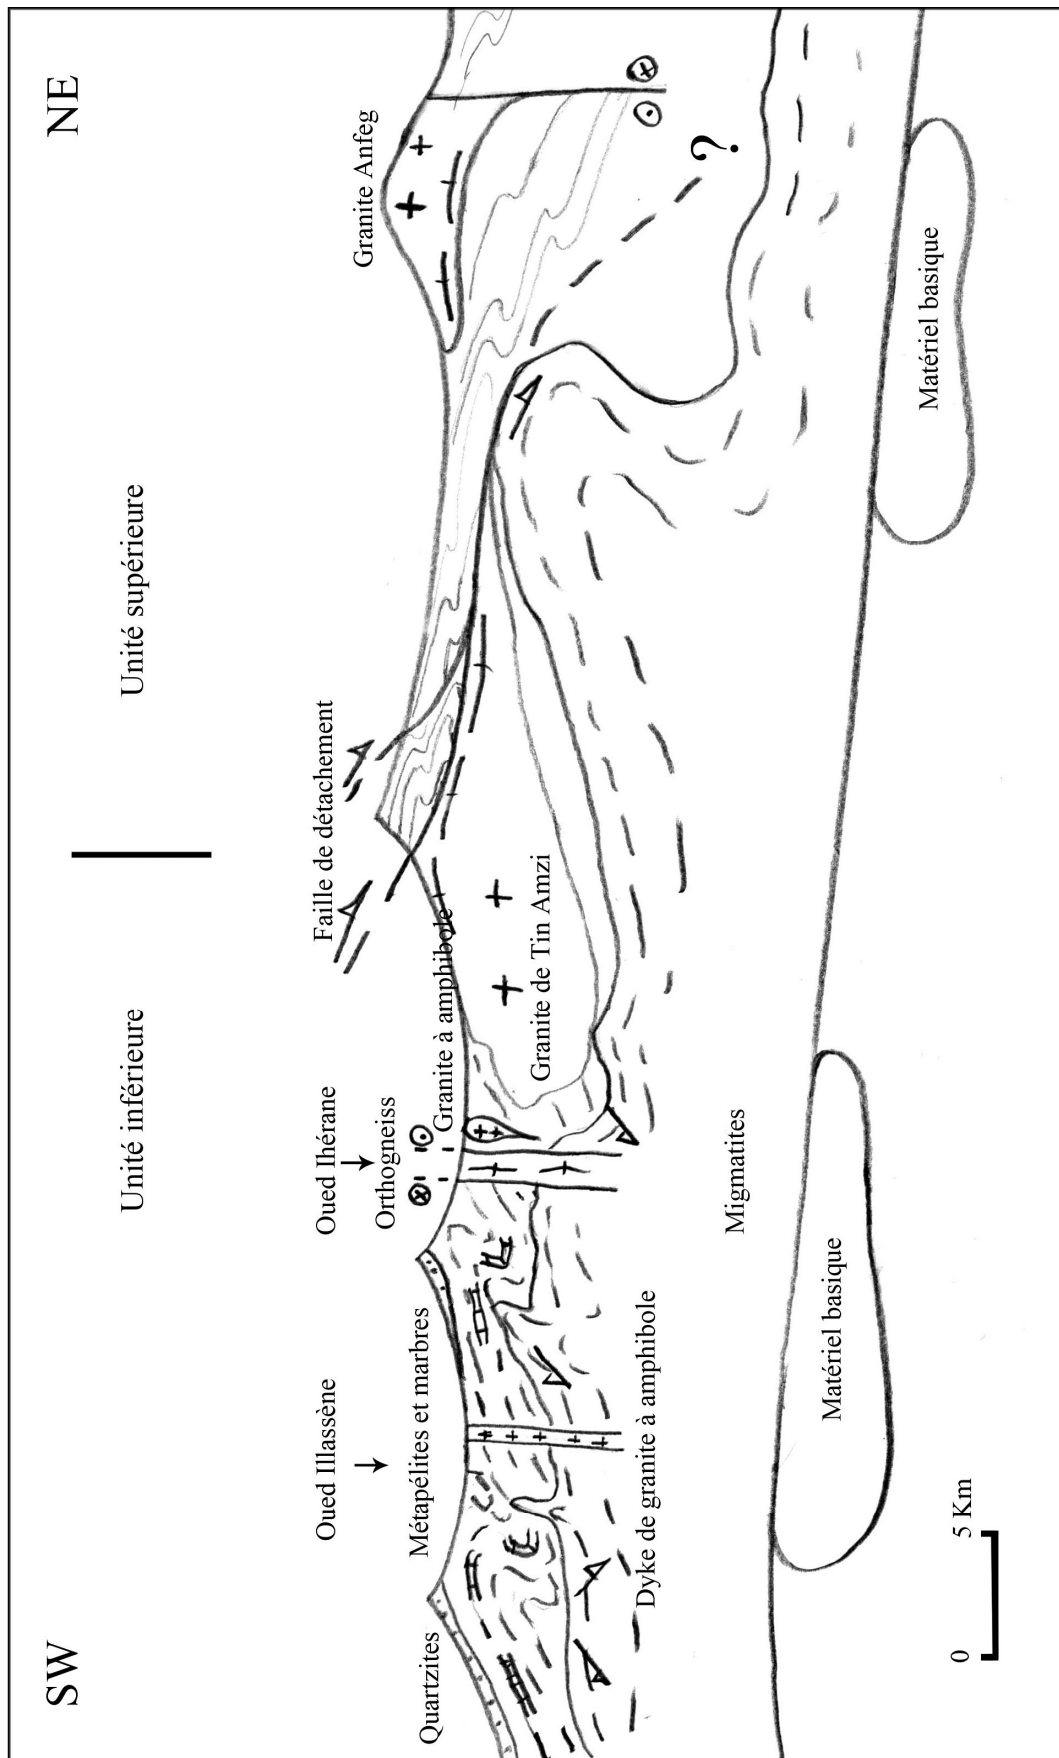 SW
NE
Unité inférieure
Unité supérieure
Oued Illassène
Oued Ihérane
Faille de détachement
Granite Anfeg
Quartzites
Métapélites et marbres
Orthogneiss
Granite à amphibole
Granite de Tin Amzi
?
Dyke de granite à amphibole
Migmatites
Matériel basique
Matériel basique
0
5 Km